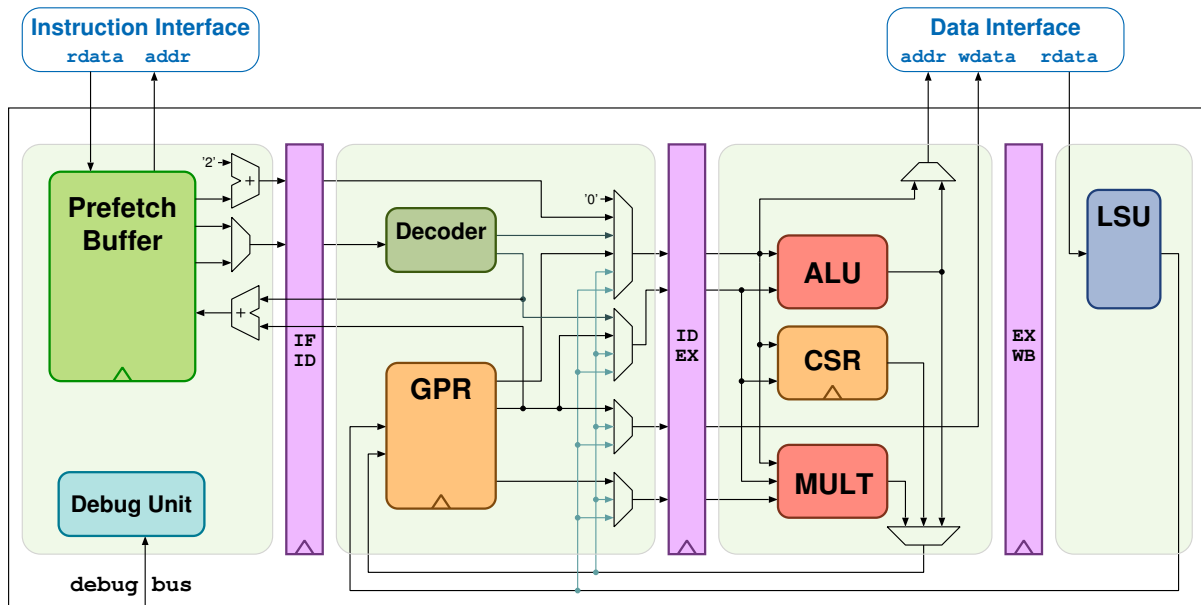 Instruction Interface
rdata addr
Data Interface
addr wdata rdata
'2'
+
Prefetch
Buffer
+
IF
ID
Decoder
'0'
GPR
ID
EX
ALU
CSR
MULT
EX
WB
LSU
Debug Unit
debug bus